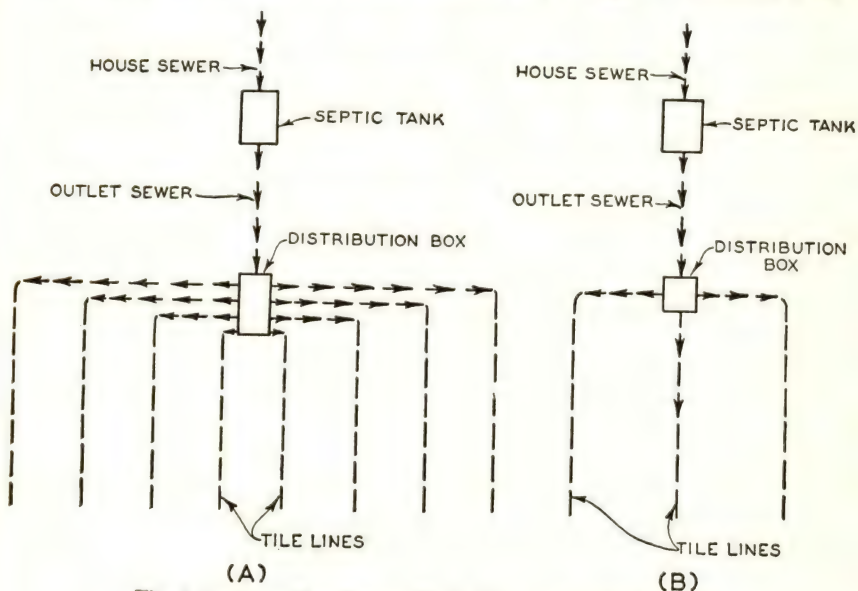 HOUSE SEWER
SEPTIC TANK
OUTLET SEWER
DISTRIBUTION BOX
TILE LINES
(A)
HOUSE SEWER
SEPTIC TANK
OUTLET SEWER
DISTRIBUTION
BOX
TILE LINES
(B)